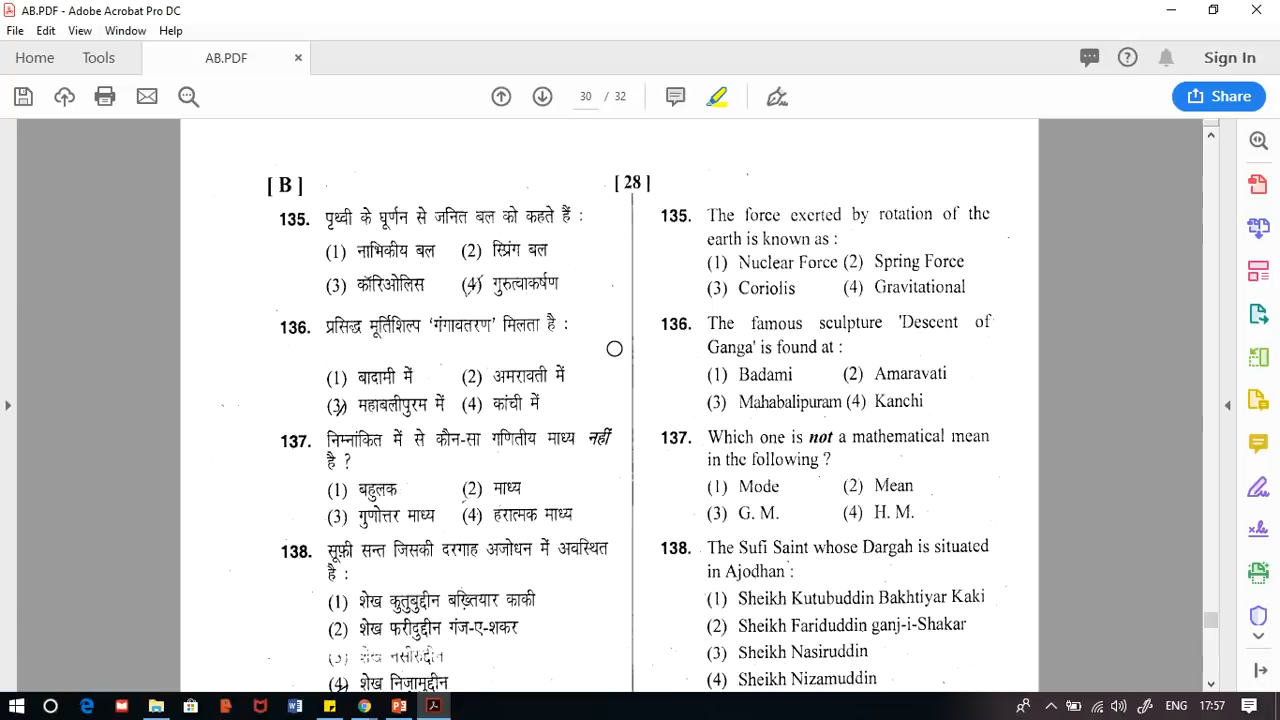 AB.PDF - Adobe Acrobat Pro DC
File Edit View Window Help
Home Tools AB.PDF × Sign In
30 / 32 Share
[ B ] [ 28 ]
135. पृथ्वी के घूर्णन से जनित बल को कहते हैं :
(1) नाभिकीय बल (2) स्प्रिंग बल
(3) कॉरिओलिस (4) गुरुत्वाकर्षण
136. प्रसिद्ध मूर्तिशिल्प ‘गंगावतरण’ मिलता है :
(1) बादामी में (2) अमरावती में
(3) महाबलीपुरम में (4) कांची में
137. निम्नांकित में से कौन-सा गणितीय माध्य नहीं
है ?
(1) बहुलक (2) माध्य
(3) गुणोत्तर माध्य (4) हरात्मक माध्य
138. सूफ़ी सन्त जिसकी दरगाह अजोधन में अवस्थित
है :
(1) शेख कुतुबुद्दीन बख़्तियार काकी
(2) शेख फरीदुद्दीन गंज-ए-शकर
(3) शेख नसीरुद्दीन
(4) शेख निजामुद्दीन
135. The force exerted by rotation of the
earth is known as :
(1) Nuclear Force (2) Spring Force
(3) Coriolis (4) Gravitational
136. The famous sculpture 'Descent of
Ganga' is found at :
(1) Badami (2) Amaravati
(3) Mahabalipuram (4) Kanchi
137. Which one is not a mathematical mean
in the following ?
(1) Mode (2) Mean
(3) G. M. (4) H. M.
138. The Sufi Saint whose Dargah is situated
in Ajodhan :
(1) Sheikh Kutubuddin Bakhtiyar Kaki
(2) Sheikh Fariduddin ganj-i-Shakar
(3) Sheikh Nasiruddin
(4) Sheikh Nizamuddin
ENG 17:57